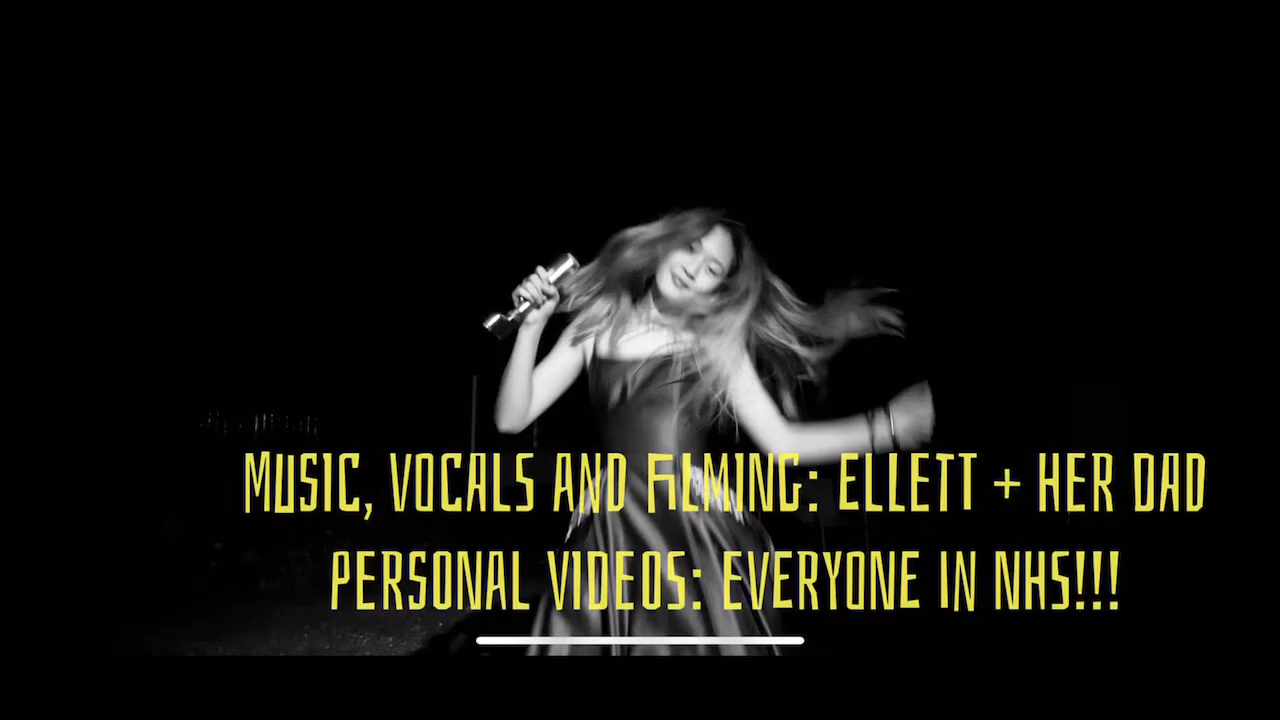 MUSIC, VOCALS AND FILMING: ELLETT + HER DAD
PERSONAL VIDEOS: EVERYONE IN NHS!!!